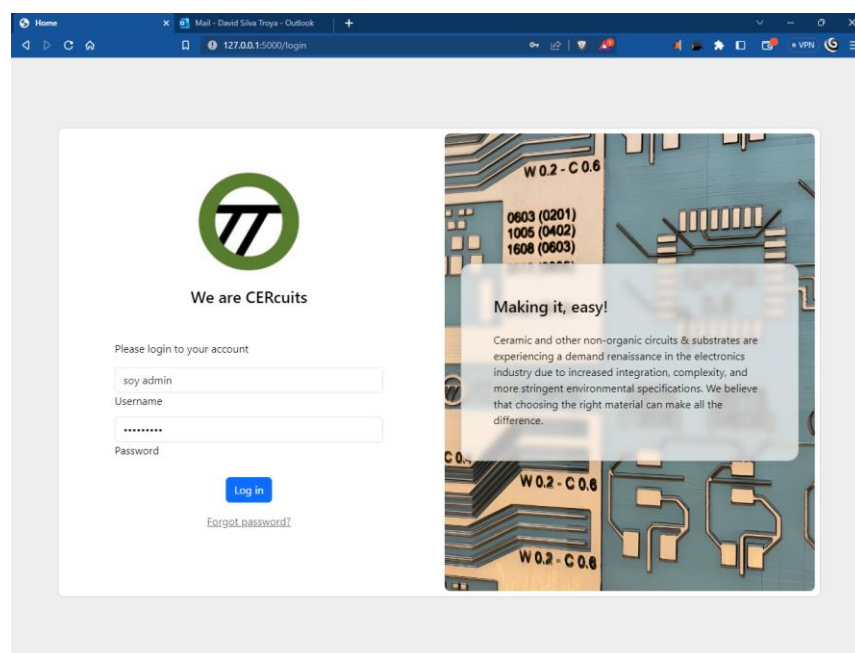 Home
Mail - David Silva Troya - Outlook
127.0.0.1:5000/login
VPN
We are CERcuits
Please login to your account
soy admin
Username
Password
Log in
Forgot password?
W 0.2 - C 0.6
0603 (0201)
1005 (0402)
1608 (0603)
Making it, easy!
Ceramic and other non-organic circuits & substrates are
experiencing a demand renaissance in the electronics
industry due to increased integration, complexity, and
more stringent environmental specifications. We believe
that choosing the right material can make all the
difference.
W 0.2 - C 0.6
W 0.2 - C 0.6